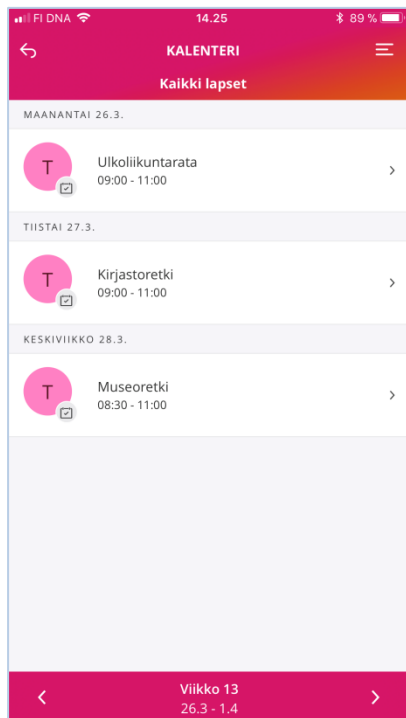 FI DNA 14.25 89 %
KALENTERI
Kaikki lapset
MAANANTAI 26.3.
T
Ulkoliikuntarata
09:00 - 11:00
TIISTAI 27.3.
T
Kirjastoretki
09:00 - 11:00
KESKIVIIKKO 28.3.
T
Museoretki
08:30 - 11:00
Viikko 13
26.3 - 1.4